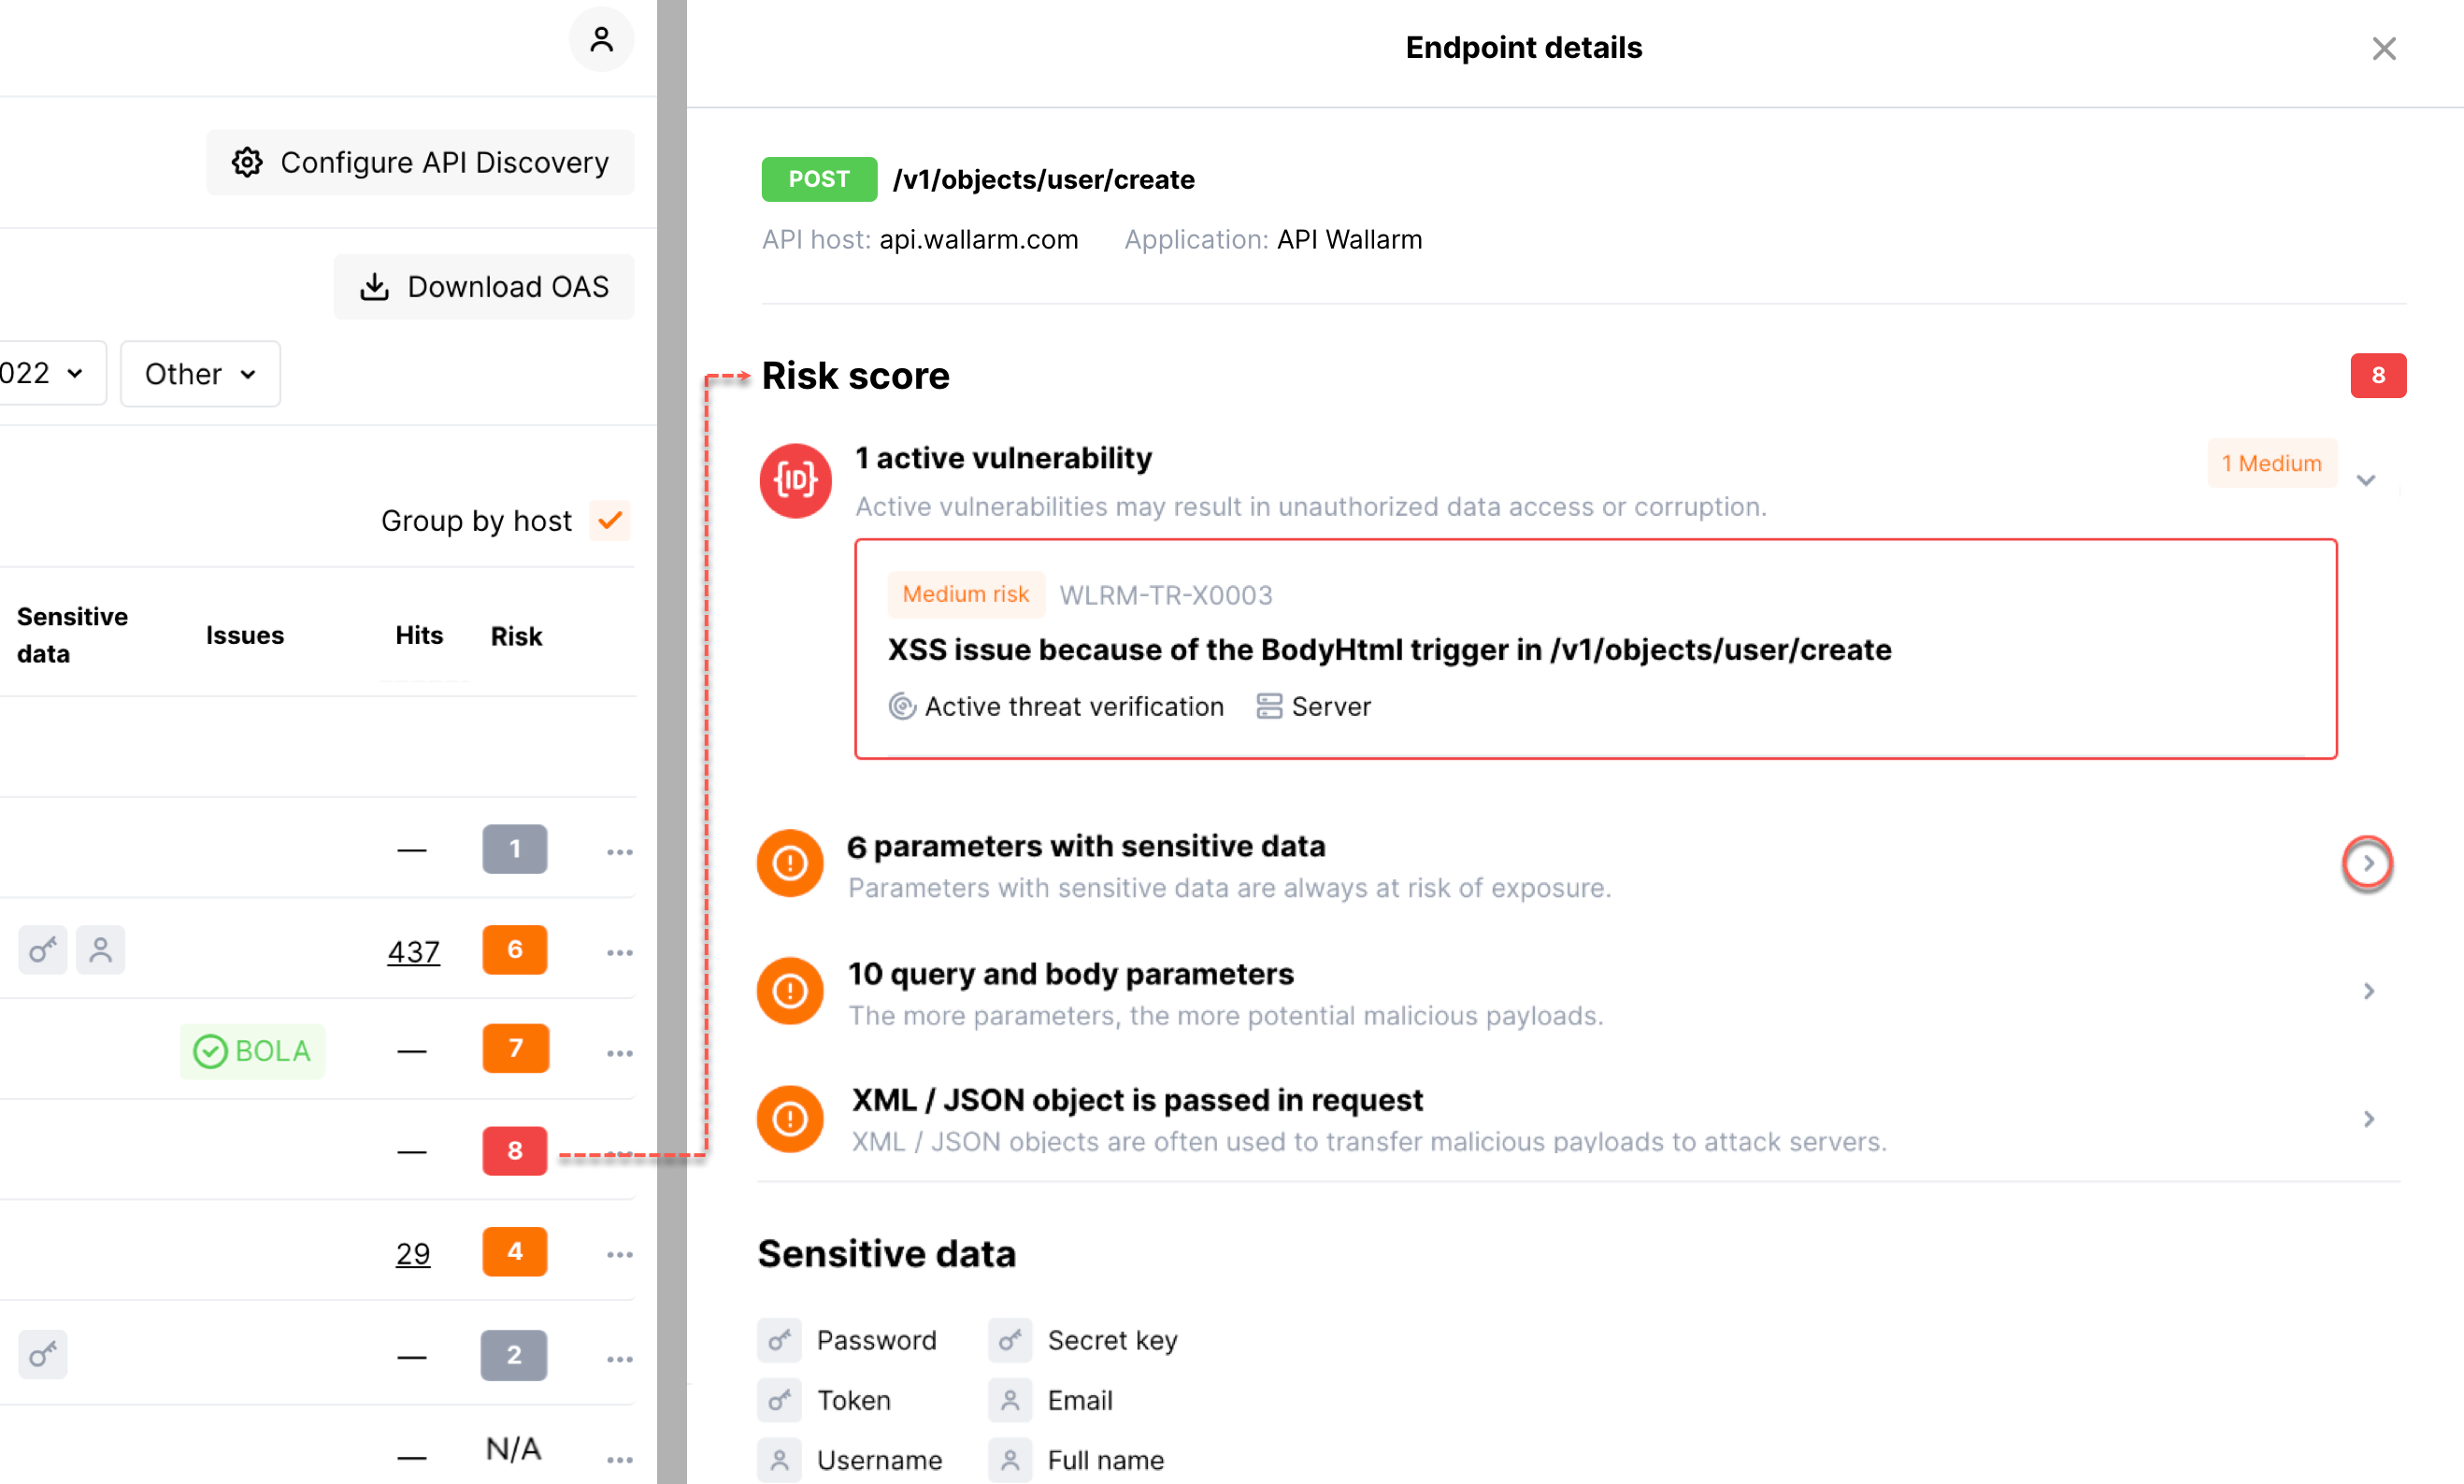 Configure API Discovery
Download OAS
022
Other
Group by host
Sensitive data
Issues
Hits
Risk
— 1 ...
437 6 ...
BOLA — 7 ...
— 8 ...
29 4 ...
— 2 ...
— N/A ...
Endpoint details
POST /v1/objects/user/create
API host: api.wallarm.com Application: API Wallarm
Risk score 8
1 active vulnerability 1 Medium
Active vulnerabilities may result in unauthorized data access or corruption.
Medium risk WLRM-TR-X0003
XSS issue because of the BodyHtml trigger in /v1/objects/user/create
Active threat verification Server
6 parameters with sensitive data
Parameters with sensitive data are always at risk of exposure.
10 query and body parameters
The more parameters, the more potential malicious payloads.
XML / JSON object is passed in request
XML / JSON objects are often used to transfer malicious payloads to attack servers.
Sensitive data
Password Secret key
Token Email
Username Full name